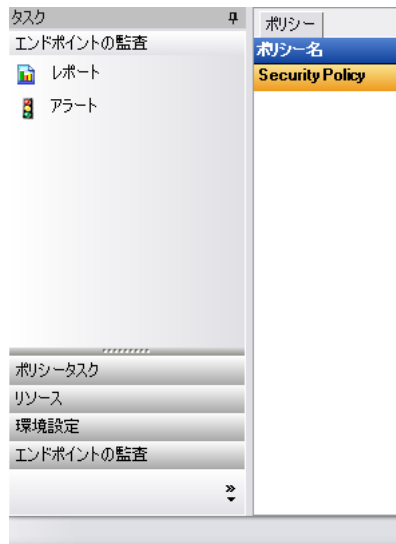 タスク
エンドポイントの監査
レポート
アラート
ポリシータスク
リソース
環境設定
エンドポイントの監査
ポリシー
ポリシー名
Security Policy